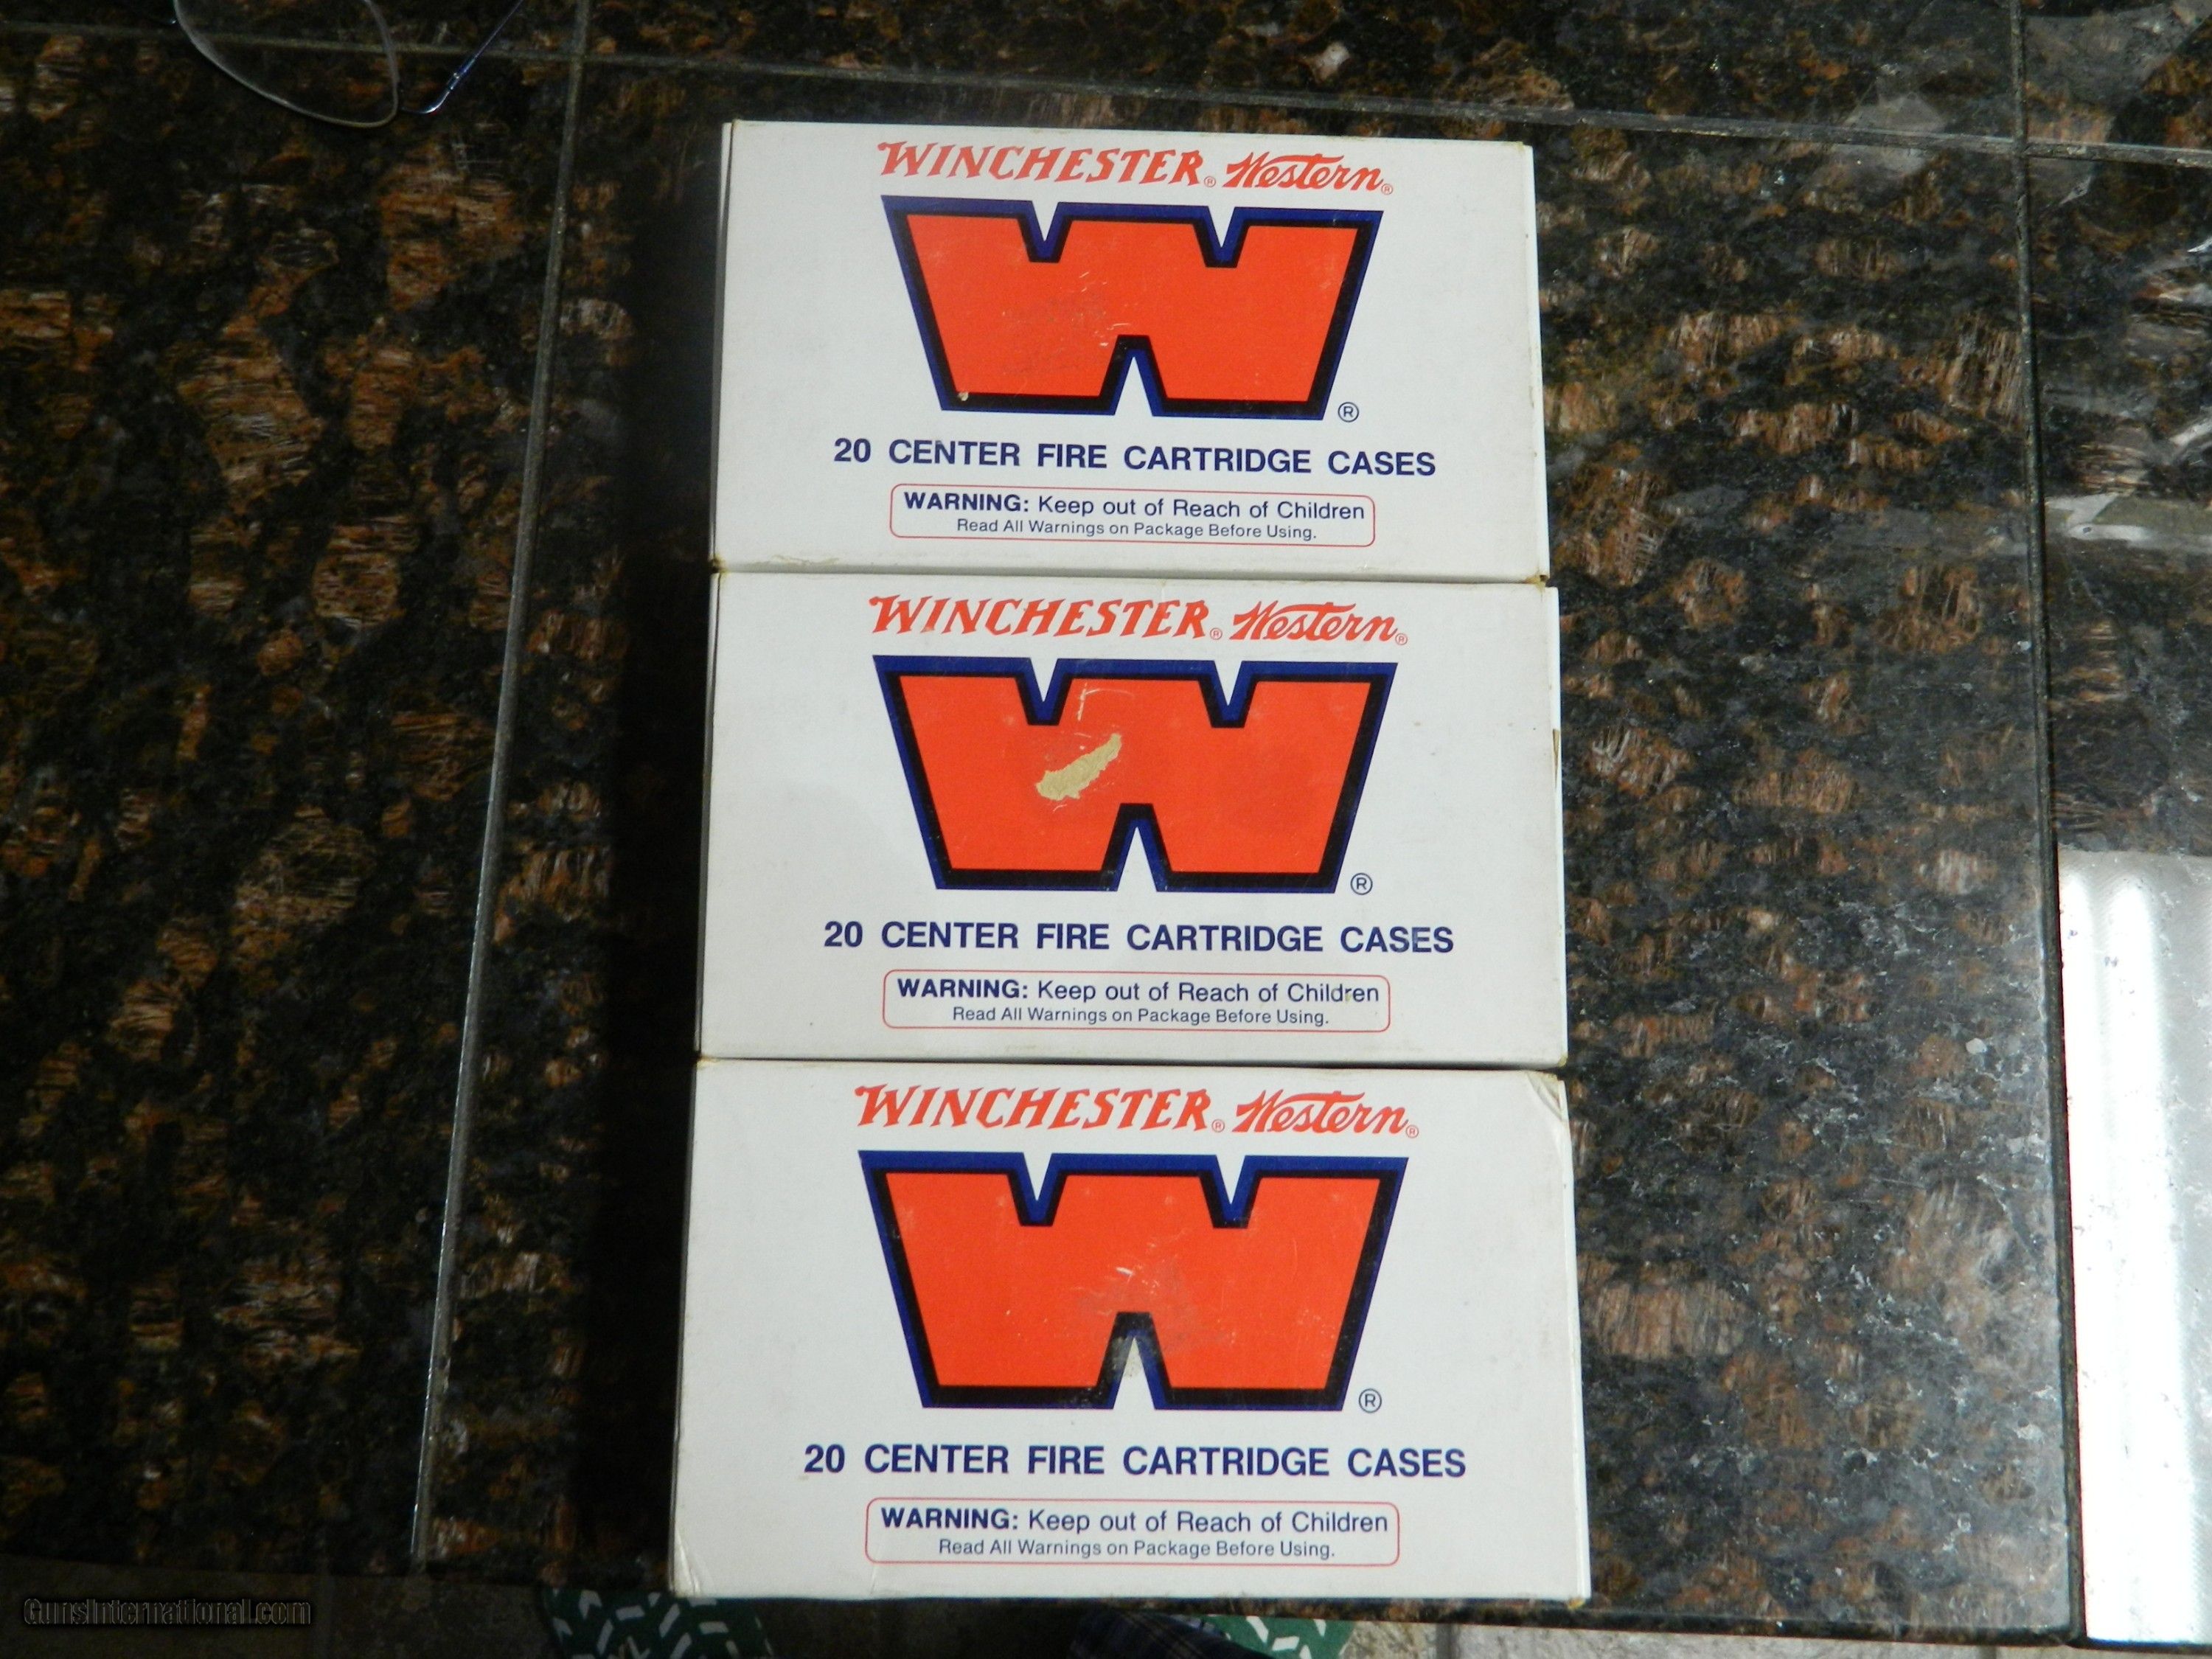 WINCHESTER® Western®
W®
20 CENTER FIRE CARTRIDGE CASES
WARNING: Keep out of Reach of Children
Read All Warnings on Package Before Using.
WINCHESTER® Western®
W®
20 CENTER FIRE CARTRIDGE CASES
WARNING: Keep out of Reach of Children
Read All Warnings on Package Before Using.
WINCHESTER® Western®
W®
20 CENTER FIRE CARTRIDGE CASES
WARNING: Keep out of Reach of Children
Read All Warnings on Package Before Using.
GunsInternational.com